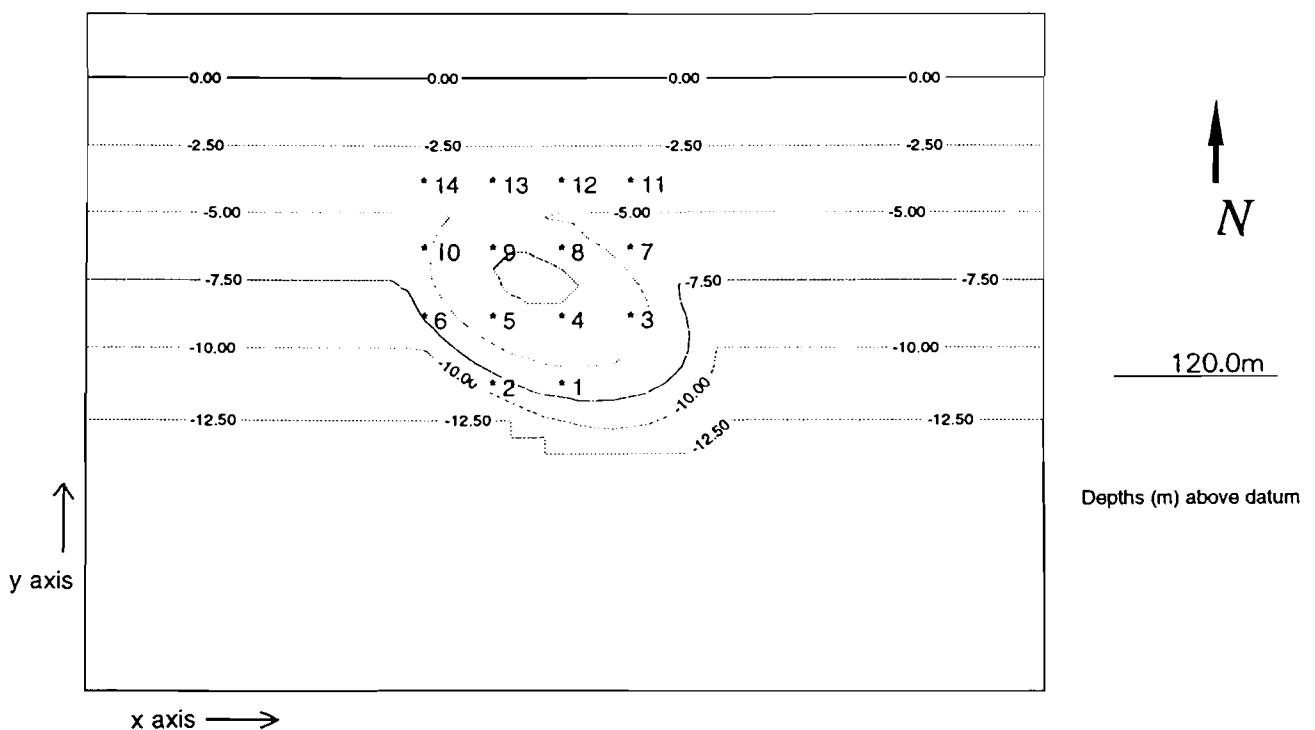 0.00 0.00 0.00 0.00
-2.50 -2.50 -2.50 -2.50
* 14 * 13 * 12 * 11
-5.00 -5.00 -5.00
N
* 10 * 9 * 8 * 7
-7.50 -7.50 -7.50
* 6 * 5 * 4 * 3
-10.00 -10.00
120.0m
-10.00 * 2 * 1 -10.00
-12.50 -12.50 -12.50 -12.50
Depths (m) above datum
y axis
x axis